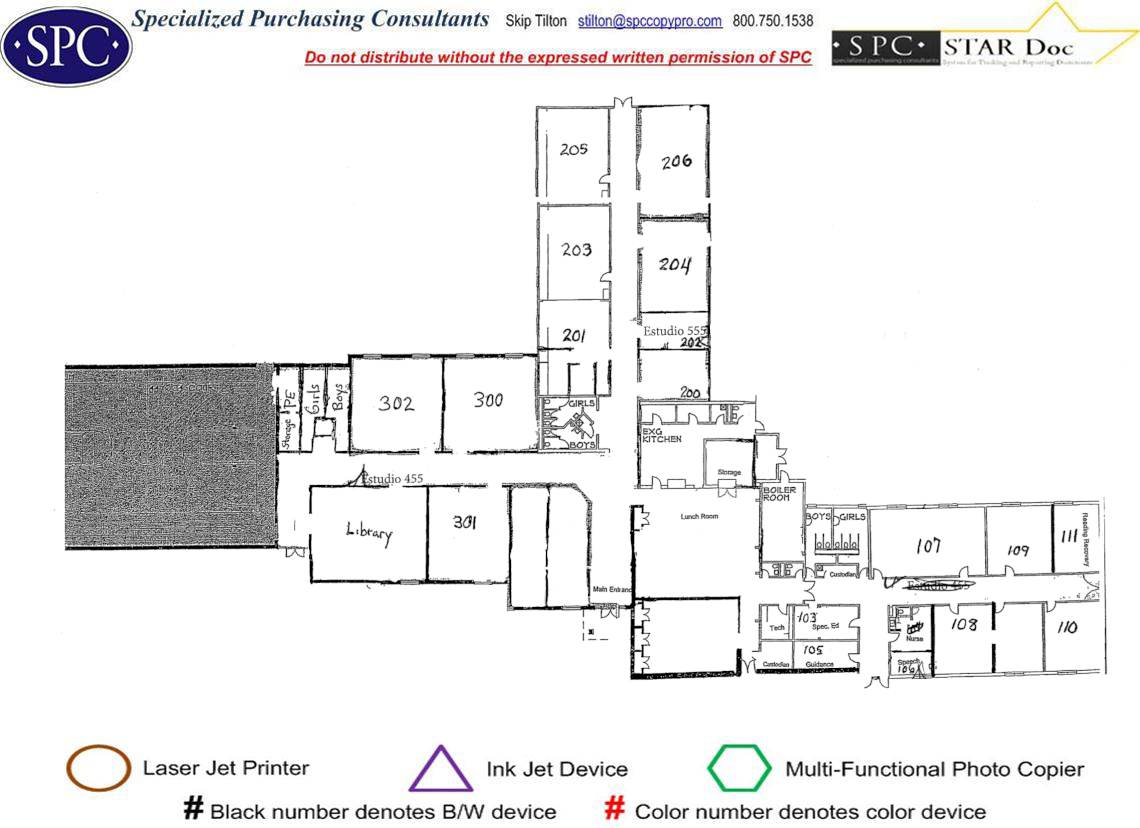 Specialized Purchasing Consultants Skip Tilton stilton@spccopypro.com 800.750.1538
·SPC·
Do not distribute without the expressed written permission of SPC
·SPC· STAR Doc
specialized purchasing consultants System for Tracking and Reporting Documents
205
206
203
204
201
Estudio 555
202
200
302
300
Storage PE
Girls
Boys
GIRLS
BOYS
EXG
KITCHEN
Storage
Estudio 455
Library
301
Lunch Room
BOILER
ROOM
BOYS
GIRLS
107
109
111
Reading Recovery
Custodian
Main Entrance
Tech
103
Spec. Ed
Nurse
108
110
Custodian
105
Guidance
Speech
106
Laser Jet Printer
Ink Jet Device
Multi-Functional Photo Copier
# Black number denotes B/W device
# Color number denotes color device